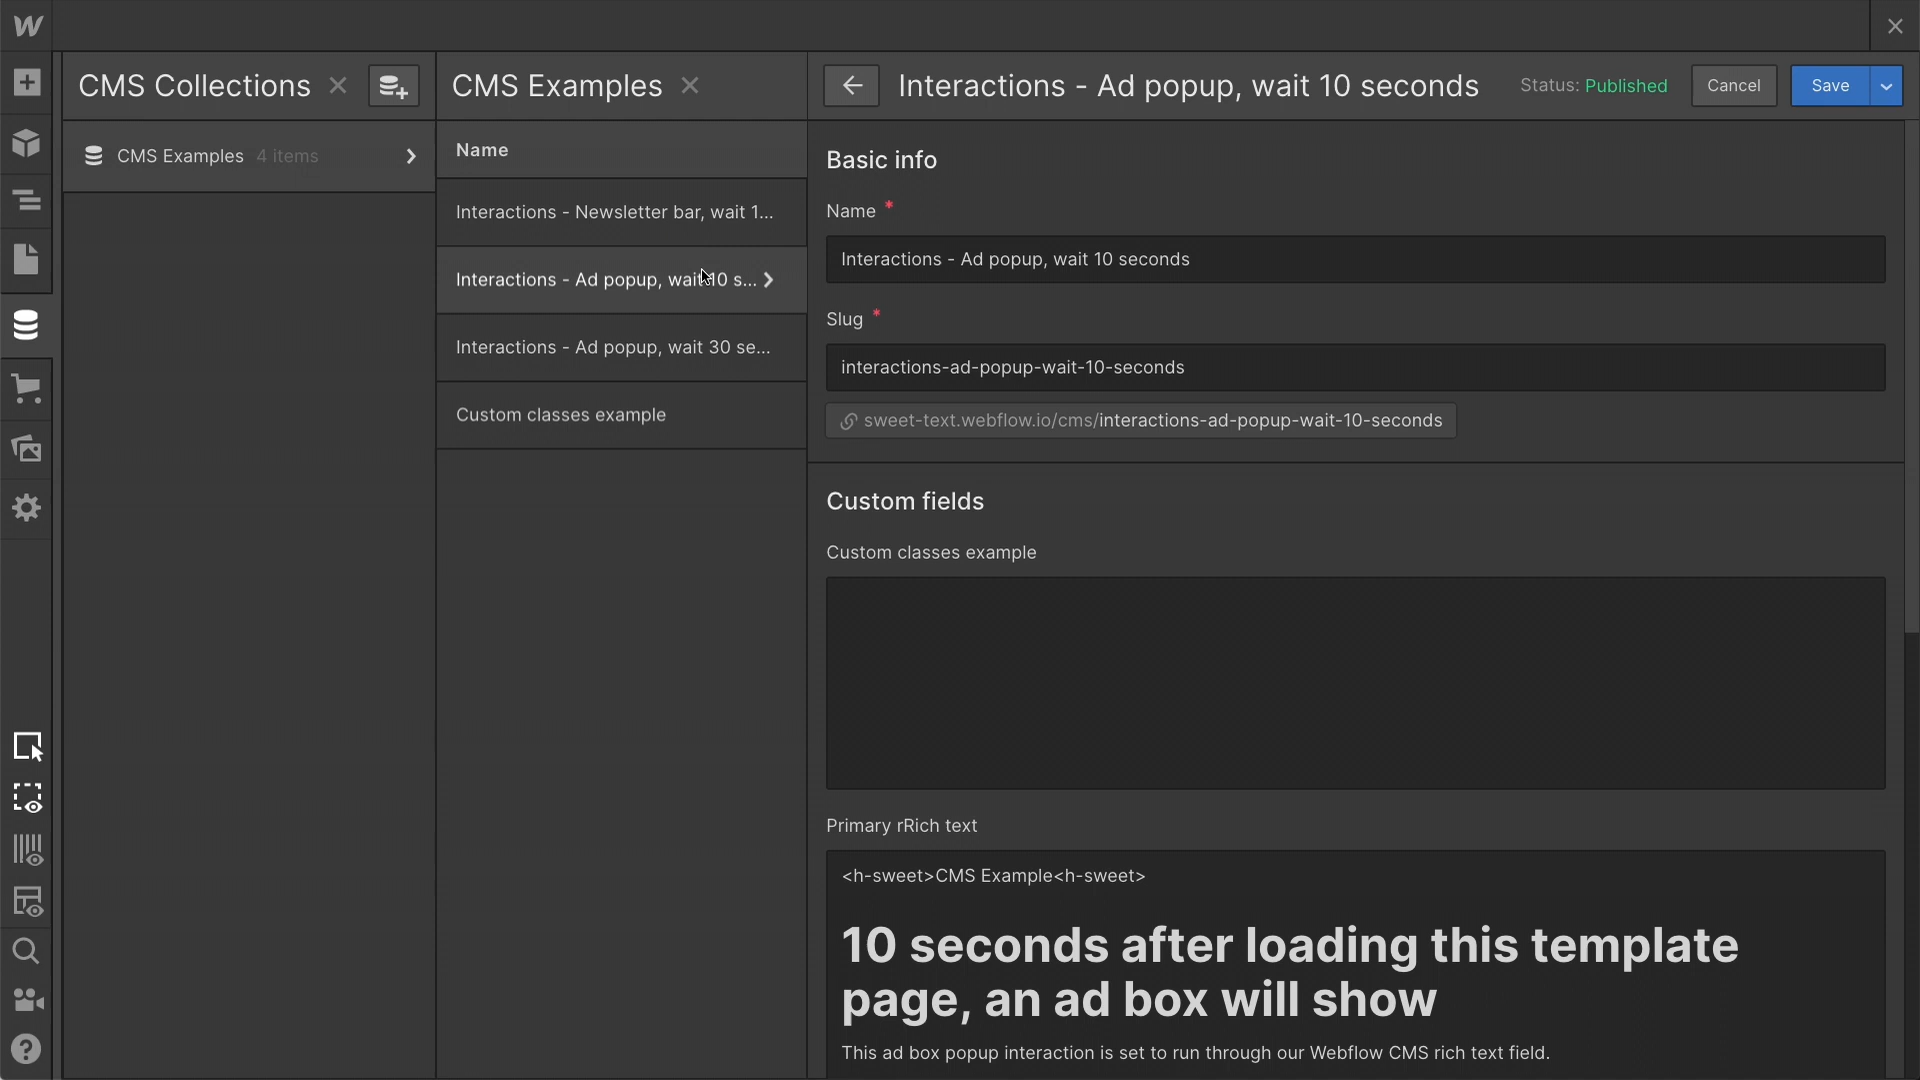 CMS Collections
CMS Examples 4 items
CMS Examples
Name
Interactions - Newsletter bar, wait 1...
Interactions - Ad popup, wait 10 s...
Interactions - Ad popup, wait 30 se...
Custom classes example
Interactions - Ad popup, wait 10 seconds
Status: Published
Cancel
Save
Basic info
Name *
Interactions - Ad popup, wait 10 seconds
Slug *
interactions-ad-popup-wait-10-seconds
sweet-text.webflow.io/cms/interactions-ad-popup-wait-10-seconds
Custom fields
Custom classes example
Primary rRich text
<h-sweet>CMS Example<h-sweet>
10 seconds after loading this template
page, an ad box will show
This ad box popup interaction is set to run through our Webflow CMS rich text field.